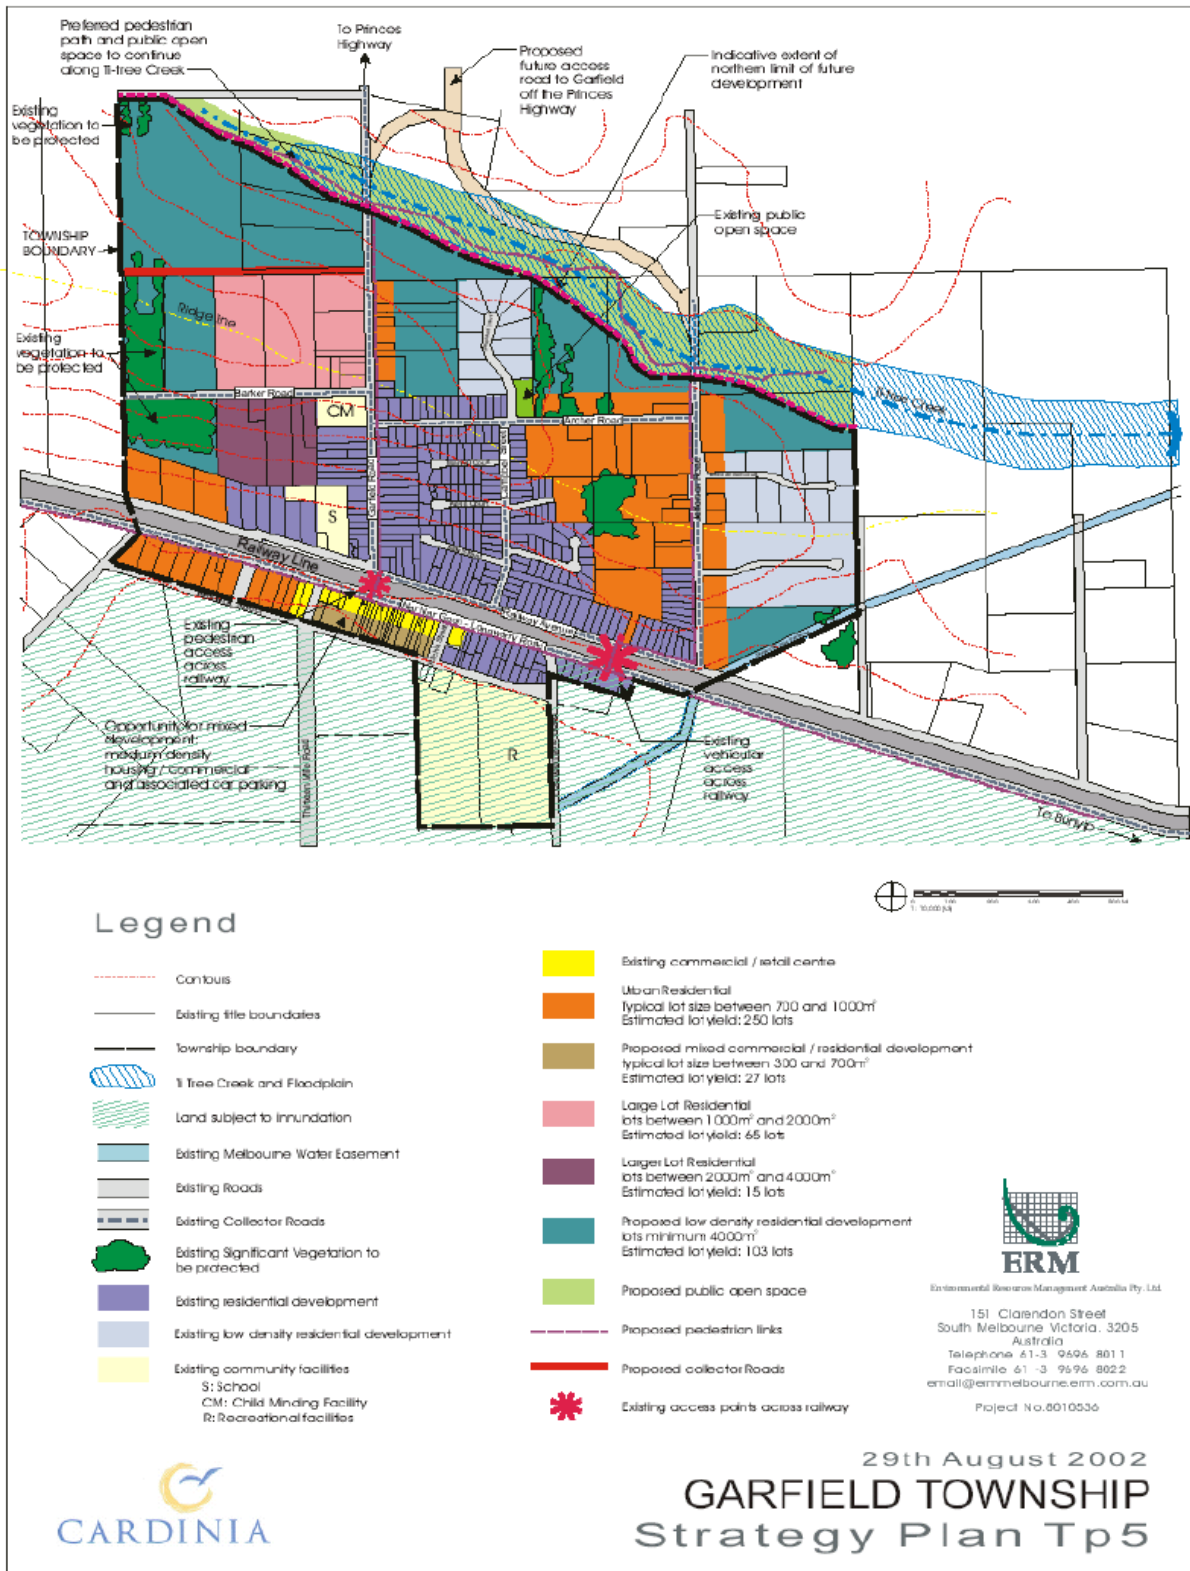 Preferred pedestrian
path and public open
space to continue
along Ti-tree Creek
To Princes
Highway
Proposed
future access
road to Garfield
off the Princes
Highway
Indicative extent of
northern limit of future
development
Existing
vegetation to
be protected
Existing public
open space
TOWNSHIP
BOUNDARY
Ridge line
Existing
vegetation to
be protected
Barker Road
CM
Archer Road
Ti-tree Creek
Garfield Road
S
Railway Line
Railway Avenue
Existing
pedestrian
access
across
railway
Opportunity for mixed
development:
medium density
housing / commercial
and associated car parking
Thirteen Mile Road
R
Existing
vehicular
access
across
railway
To Bunyip
Legend
Contours
Existing title boundaries
Township boundary
Ti Tree Creek and Floodplain
Land subject to innundation
Existing Melbourne Water Easement
Existing Roads
Existing Collector Roads
Existing Significant Vegetation to
be protected
Existing residential development
Existing low density residential development
Existing community facilities
S: School
CM: Child Minding Facility
R: Recreational facilities
Existing commercial / retail centre
Urban Residential
Typical lot size between 700 and 1000m²
Estimated lot yield: 250 lots
Proposed mixed commercial / residential development
typical lot size between 300 and 700m²
Estimated lot yield: 27 lots
Large Lot Residential
lots between 1000m² and 2000m²
Estimated lot yield: 65 lots
Larger Lot Residential
lots between 2000m² and 4000m²
Estimated lot yield: 15 lots
Proposed low density residential development
lots minimum 4000m²
Estimated lot yield: 103 lots
Proposed public open space
Proposed pedestrian links
Proposed collector Roads
Existing access points across railway
ERM
Environmental Resources Management Australia Pty. Ltd.
151 Clarendon Street
South Melbourne Victoria. 3205
Australia
Telephone 61-3 9696 8011
Facsimile 61 -3 9696 8022
email@ermmelbourne.erm.com.au
Project No.8010536
29th August 2002
GARFIELD TOWNSHIP
Strategy Plan Tp5
CARDINIA